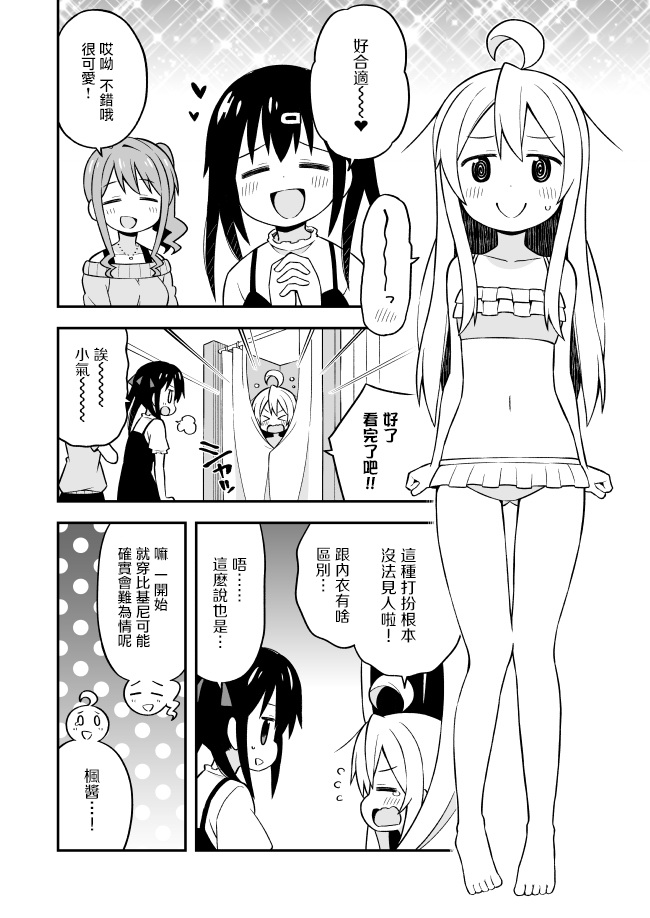 好合適~~~♥
哎呦 不錯哦
很可愛！
~~~~っ
好了
看完了吧!!
シャッ
誒~~~~
小氣~~~~
這種打扮根本
沒法見人啦！
跟內衣有啥
區別…
唔……
這麼說也是…
嘛 一開始
就穿比基尼可能
確實會難為情呢
楓醬…！